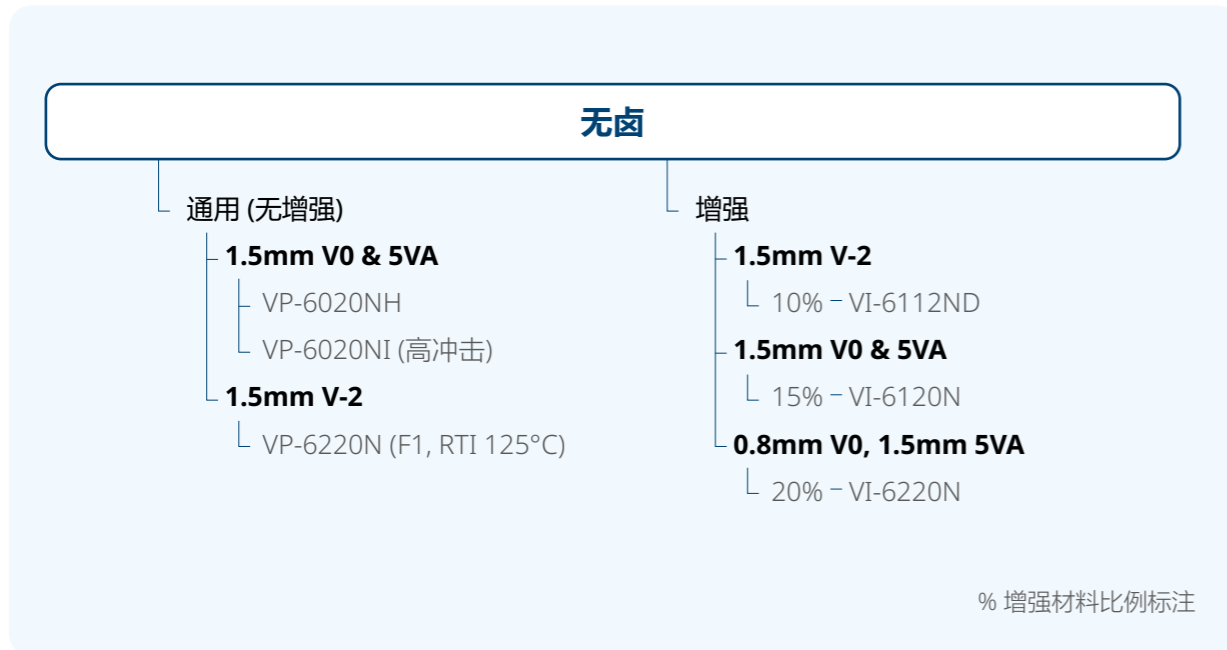 无卤
通用 (无增强)
1.5mm V0 & 5VA
VP-6020NH
VP-6020NI (高冲击)
1.5mm V-2
VP-6220N (F1, RTI 125°C)
增强
1.5mm V-2
10% – VI-6112ND
1.5mm V0 & 5VA
15% – VI-6120N
0.8mm V0, 1.5mm 5VA
20% – VI-6220N
% 增强材料比例标注